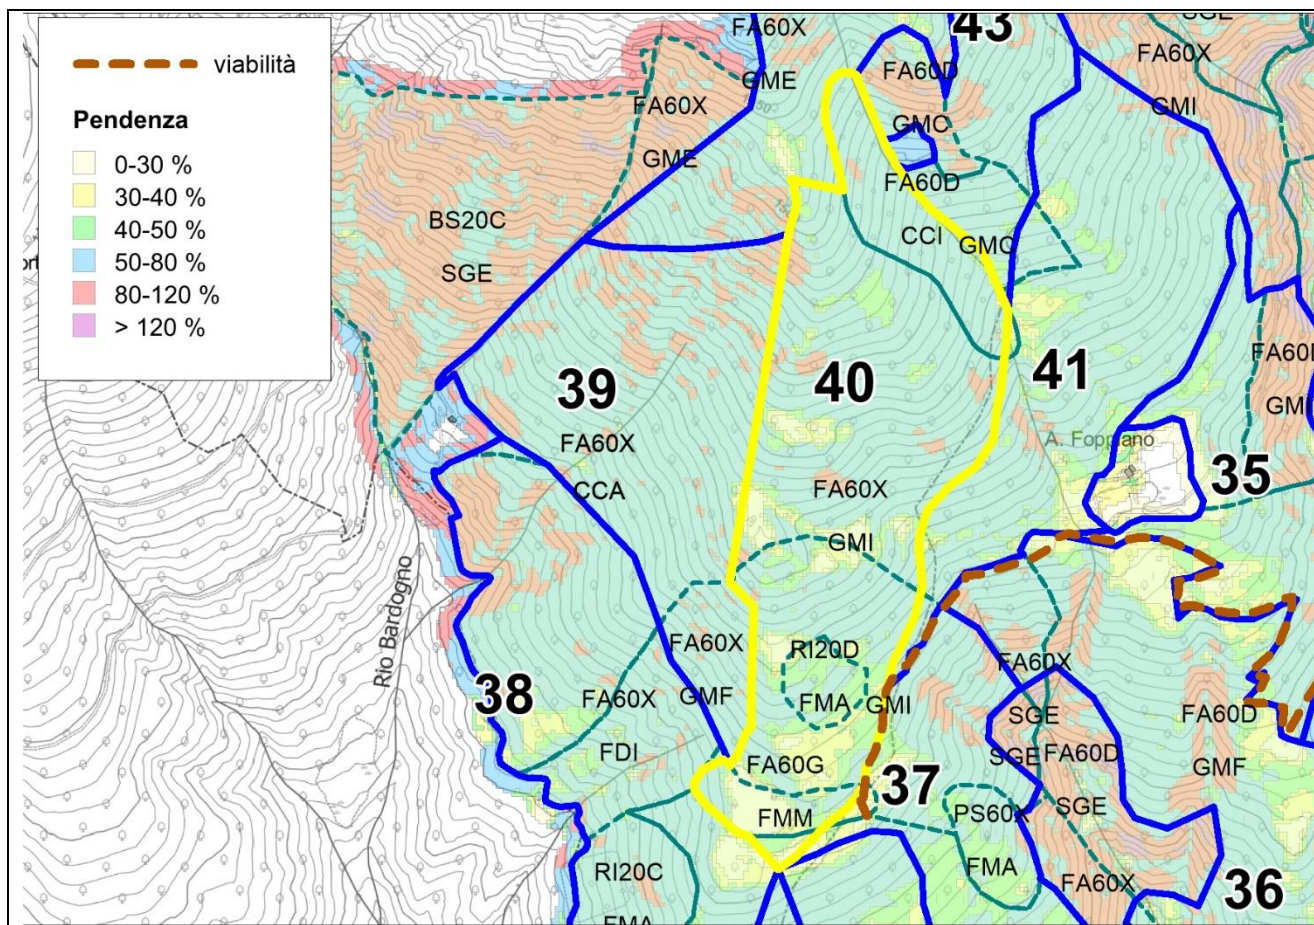 viabilità
Pendenza
0-30 %
30-40 %
40-50 %
50-80 %
80-120 %
> 120 %
43
SGE
FA60X
FA60X
FA60D
GME
GMI
FA60X
GMC
GME
FA60D
BS20C
CCI
GMC
SGE
39
40
41
FA60X
A. Foppiano
35
CCA
FA60X
GMI
Rio Bardogno
FA60X
RI20D
FA60X
38
FA60X
GMF
FMA
GMI
SGE
FA60D
FDI
SGE
FA60D
GMF
FA60G
37
FMM
PS60X
SGE
RI20C
FMA
FA60X
36
FMA